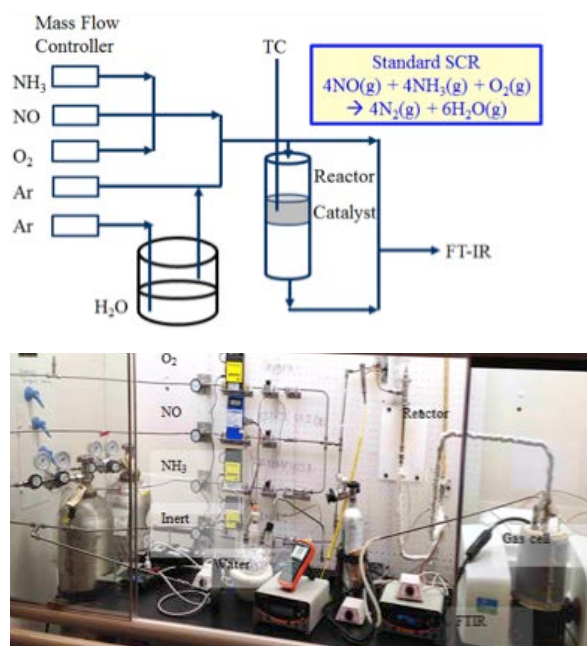 Mass Flow
Controller
NH₃
NO
O₂
Ar
Ar
H₂O
TC
Standard SCR
4NO(g) + 4NH₃(g) + O₂(g)
→ 4N₂(g) + 6H₂O(g)
Reactor
Catalyst
FT-IR
O₂
NO
NH₃
Inert
Water
Reactor
Gas cell
FTIR